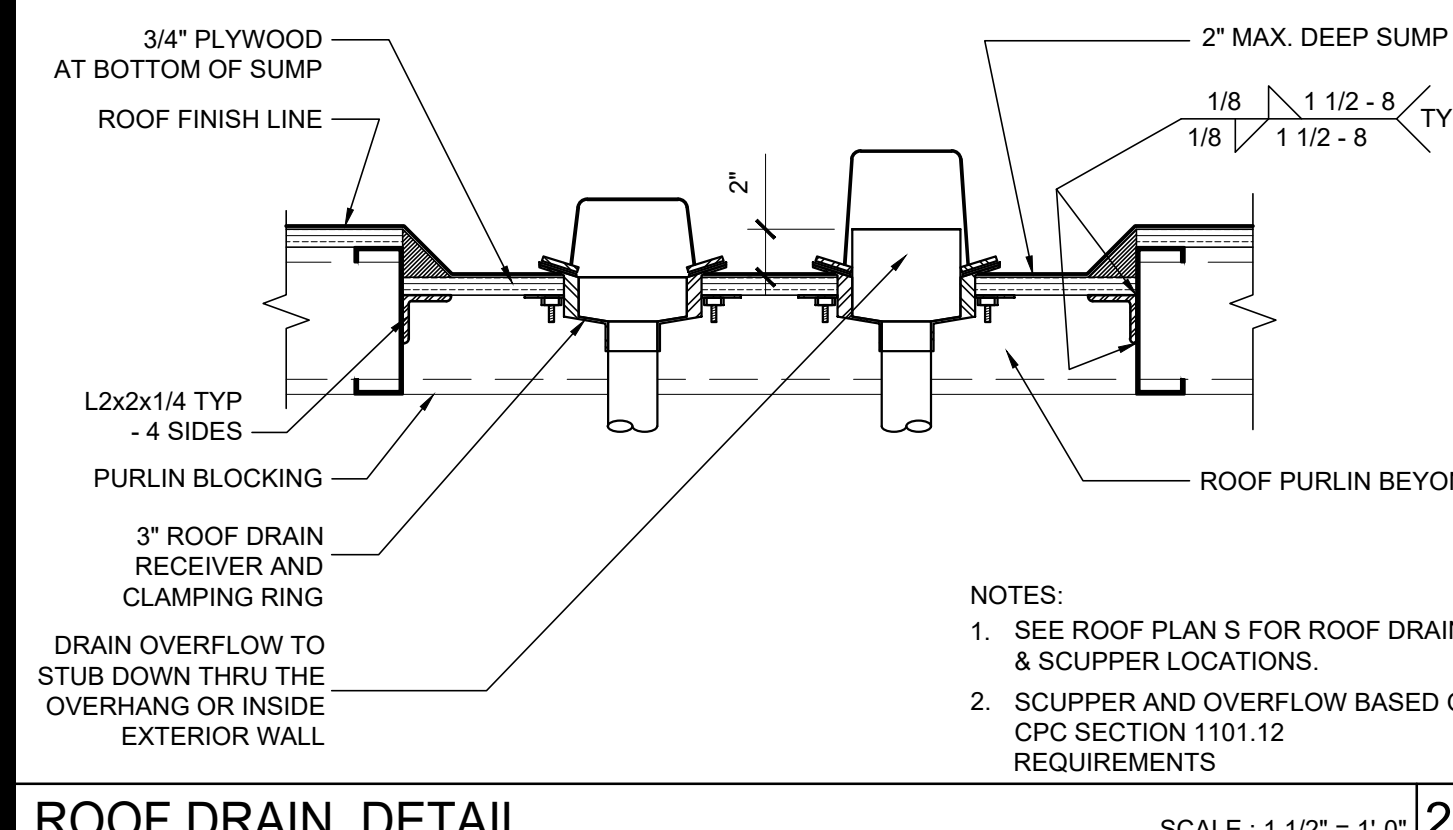 3/4" PLYWOOD
AT BOTTOM OF SUMP
ROOF FINISH LINE
2" MAX. DEEP SUMP
1/8 1 1/2 - 8
1/8 1 1/2 - 8
2"
L2x2x1/4 TYP
- 4 SIDES
PURLIN BLOCKING
3" ROOF DRAIN
RECEIVER AND
CLAMPING RING
DRAIN OVERFLOW TO
STUB DOWN THRU THE
OVERHANG OR INSIDE
EXTERIOR WALL
ROOF PURLIN
NOTES:
1. SEE ROOF PLAN S FOR ROOF DRAIN
& SCUPPER LOCATIONS.
2. SCUPPER AND OVERFLOW BASED
CPC SECTION 1101.12
REQUIREMENTS
ROOF DRAIN DETAIL
SCALE : 1 1/2" = 1'-0"
2